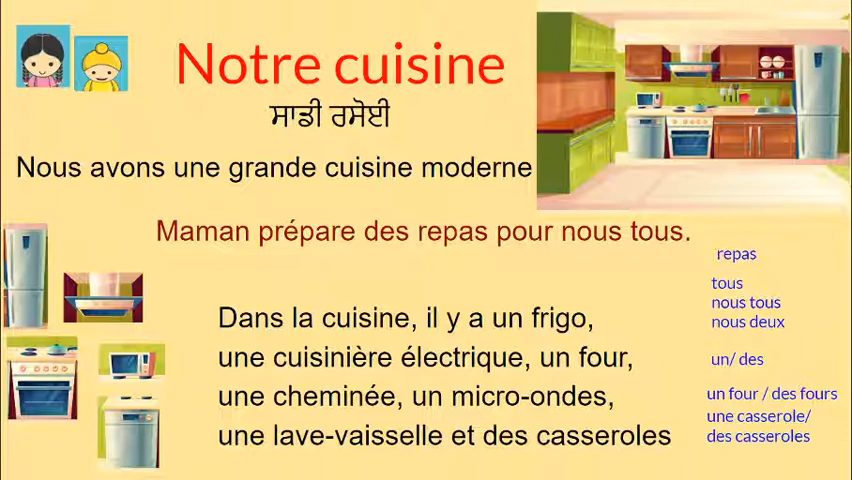 Notre cuisine
ਸਾਡੀ ਰਸੋਈ
Nous avons une grande cuisine moderne
Maman prépare des repas pour nous tous.
repas
tous
nous tous
nous deux
Dans la cuisine, il y a un frigo,
une cuisinière électrique, un four,
une cheminée, un micro-ondes,
une lave-vaisselle et des casseroles
un/ des
un four / des fours
une casserole/
des casseroles